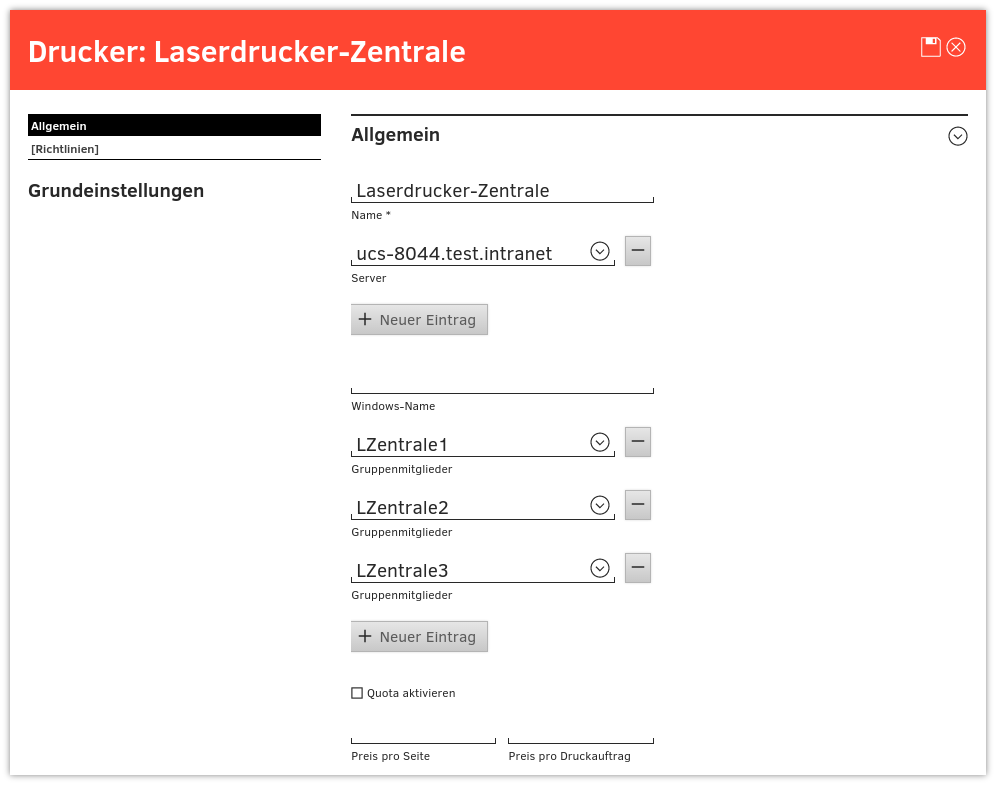 Drucker: Laserdrucker-Zentrale
Allgemein
[Richtlinien]
Grundeinstellungen
Allgemein
Laserdrucker-Zentrale
Name *
ucs-8044.test.intranet
Server
Neuer Eintrag
Windows-Name
LZentrale1
Gruppenmitglieder
LZentrale2
Gruppenmitglieder
LZentrale3
Gruppenmitglieder
Neuer Eintrag
Quota aktivieren
Preis pro Seite
Preis pro Druckauftrag